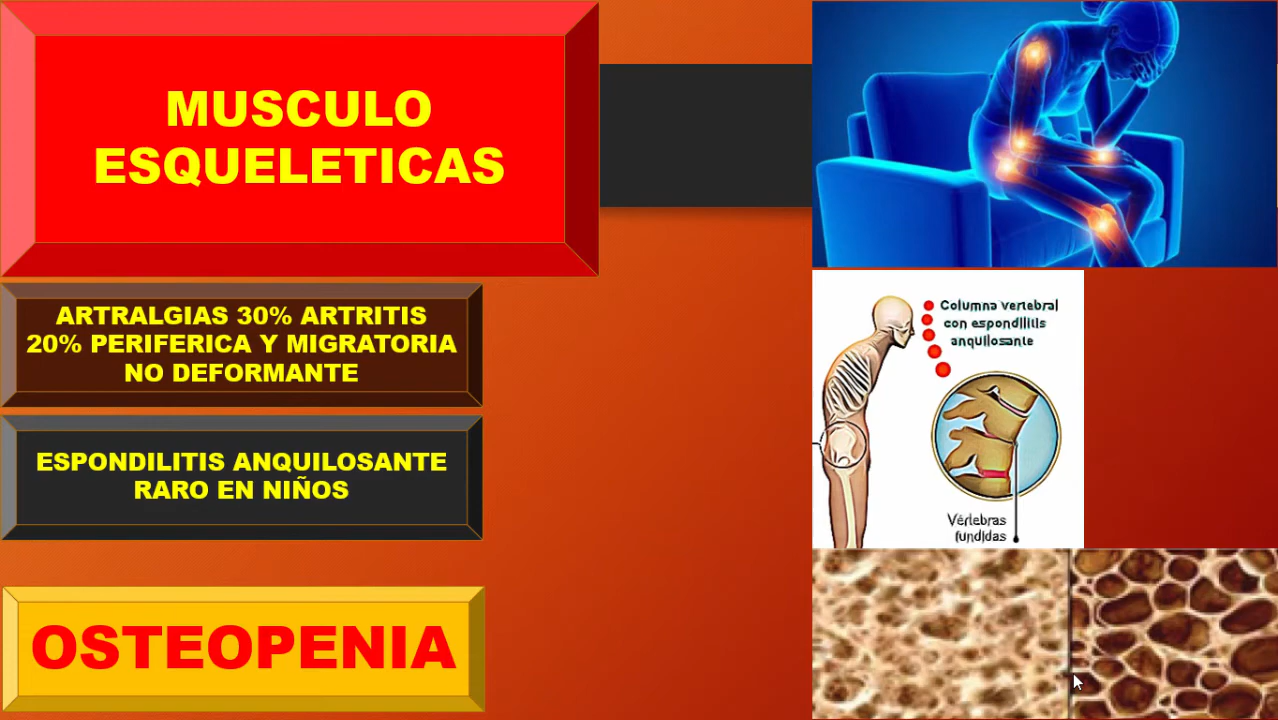 MUSCULO
ESQUELETICAS
ARTRALGIAS 30% ARTRITIS
20% PERIFERICA Y MIGRATORIA
NO DEFORMANTE
ESPONDILITIS ANQUILOSANTE
RARO EN NIÑOS
OSTEOPENIA
Columna vertebral
con espondilitis
anquilosante
Vértebras
fundidas